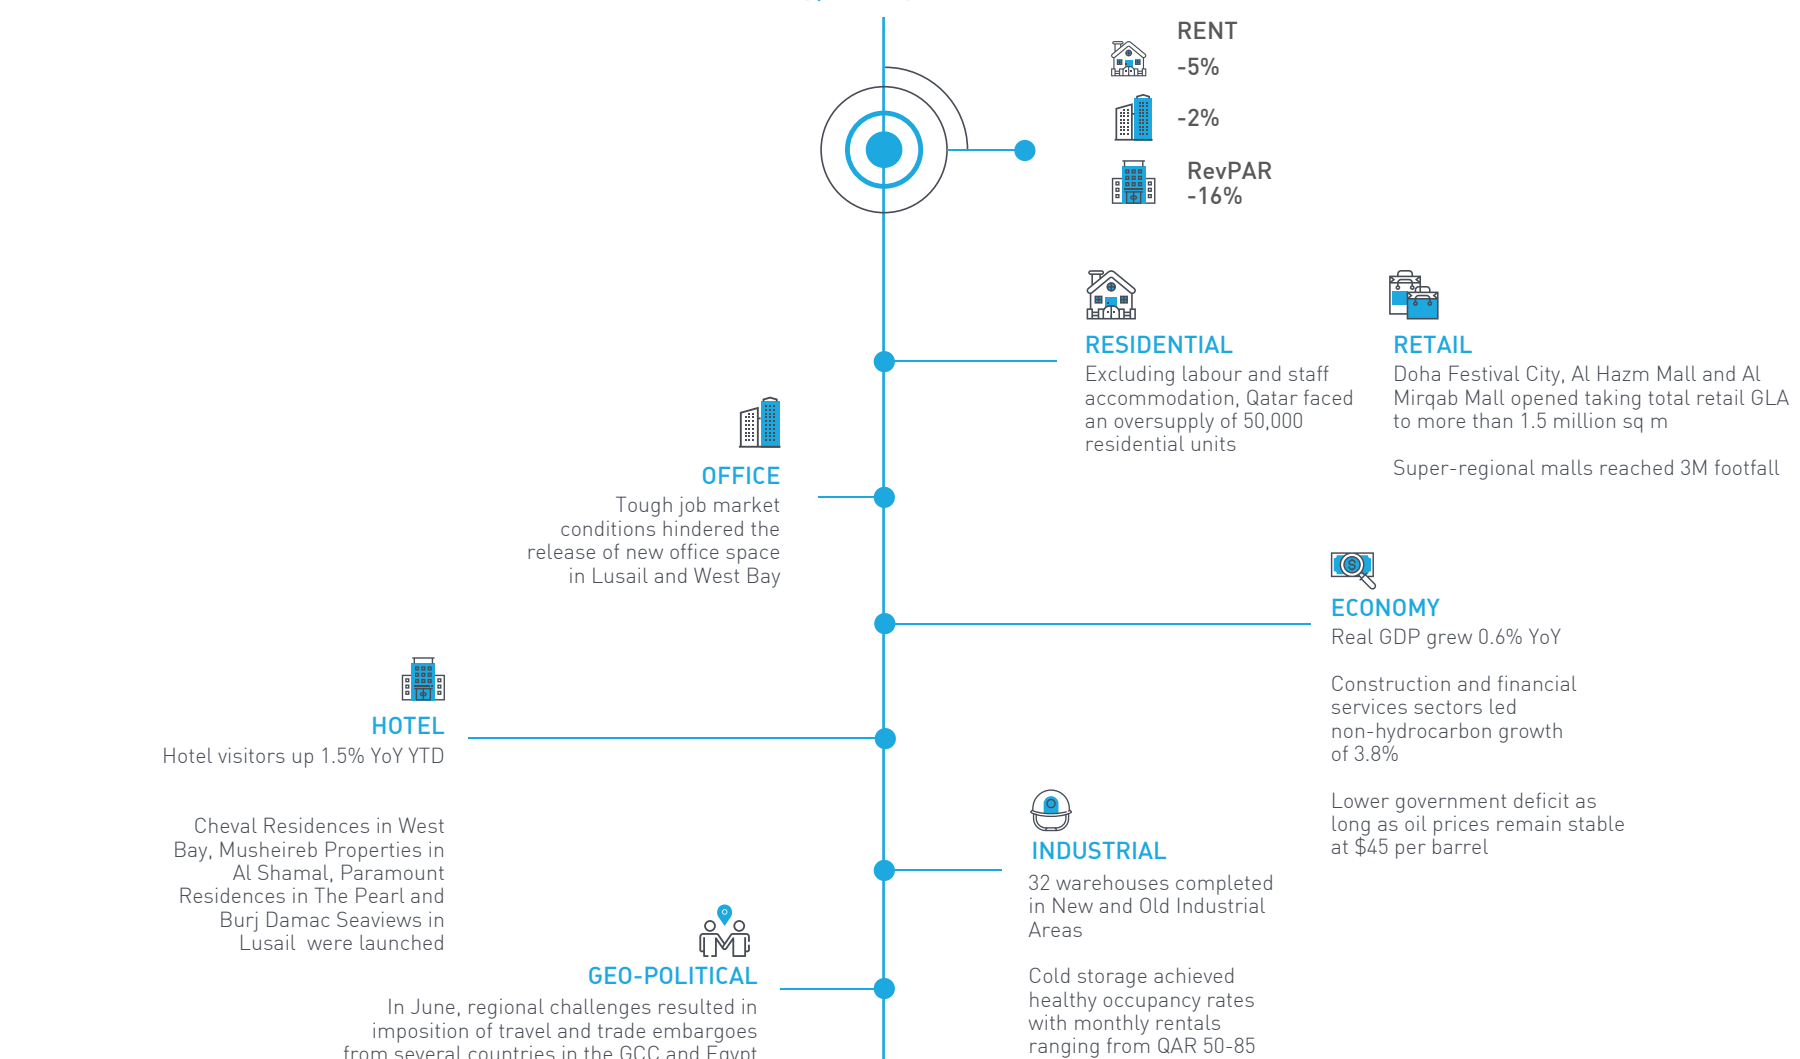 RENT
-5%
-2%
RevPAR
-16%
RESIDENTIAL
Excluding labour and staff
accommodation, Qatar faced
an oversupply of 50,000
residential units
RETAIL
Doha Festival City, Al Hazm Mall and Al
Mirqab Mall opened taking total retail GLA
to more than 1.5 million sq m
Super-regional malls reached 3M footfall
OFFICE
Tough job market
conditions hindered the
release of new office space
in Lusail and West Bay
ECONOMY
Real GDP grew 0.6% YoY
Construction and financial
services sectors led
non-hydrocarbon growth
of 3.8%
Lower government deficit as
long as oil prices remain stable
at $45 per barrel
HOTEL
Hotel visitors up 1.5% YoY YTD
Cheval Residences in West
Bay, Musheireb Properties in
Al Shamal, Paramount
Residences in The Pearl and
Burj Damac Seaviews in
Lusail were launched
INDUSTRIAL
32 warehouses completed
in New and Old Industrial
Areas
Cold storage achieved
healthy occupancy rates
with monthly rentals
ranging from QAR 50-85
GEO-POLITICAL
In June, regional challenges resulted in
imposition of travel and trade embargoes
from several countries in the GCC and Egypt